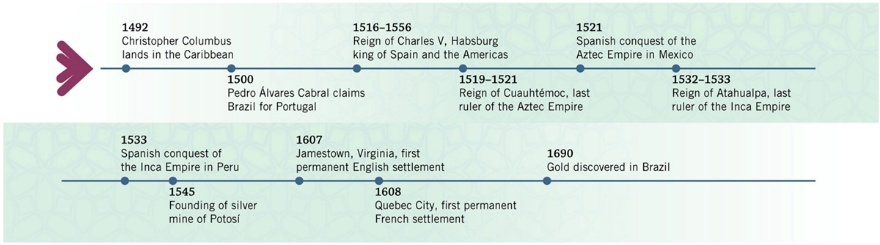 1492
Christopher Columbus
lands in the Caribbean
1500
Pedro Álvares Cabral claims
Brazil for Portugal
1516–1556
Reign of Charles V, Habsburg
king of Spain and the Americas
1519–1521
Reign of Cuauhtémoc, last
ruler of the Aztec Empire
1521
Spanish conquest of the
Aztec Empire in Mexico
1532–1533
Reign of Atahualpa, last
ruler of the Inca Empire
1533
Spanish conquest of
the Inca Empire in Peru
1545
Founding of silver
mine of Potosí
1607
Jamestown, Virginia, first
permanent English settlement
1608
Quebec City, first permanent
French settlement
1690
Gold discovered in Brazil